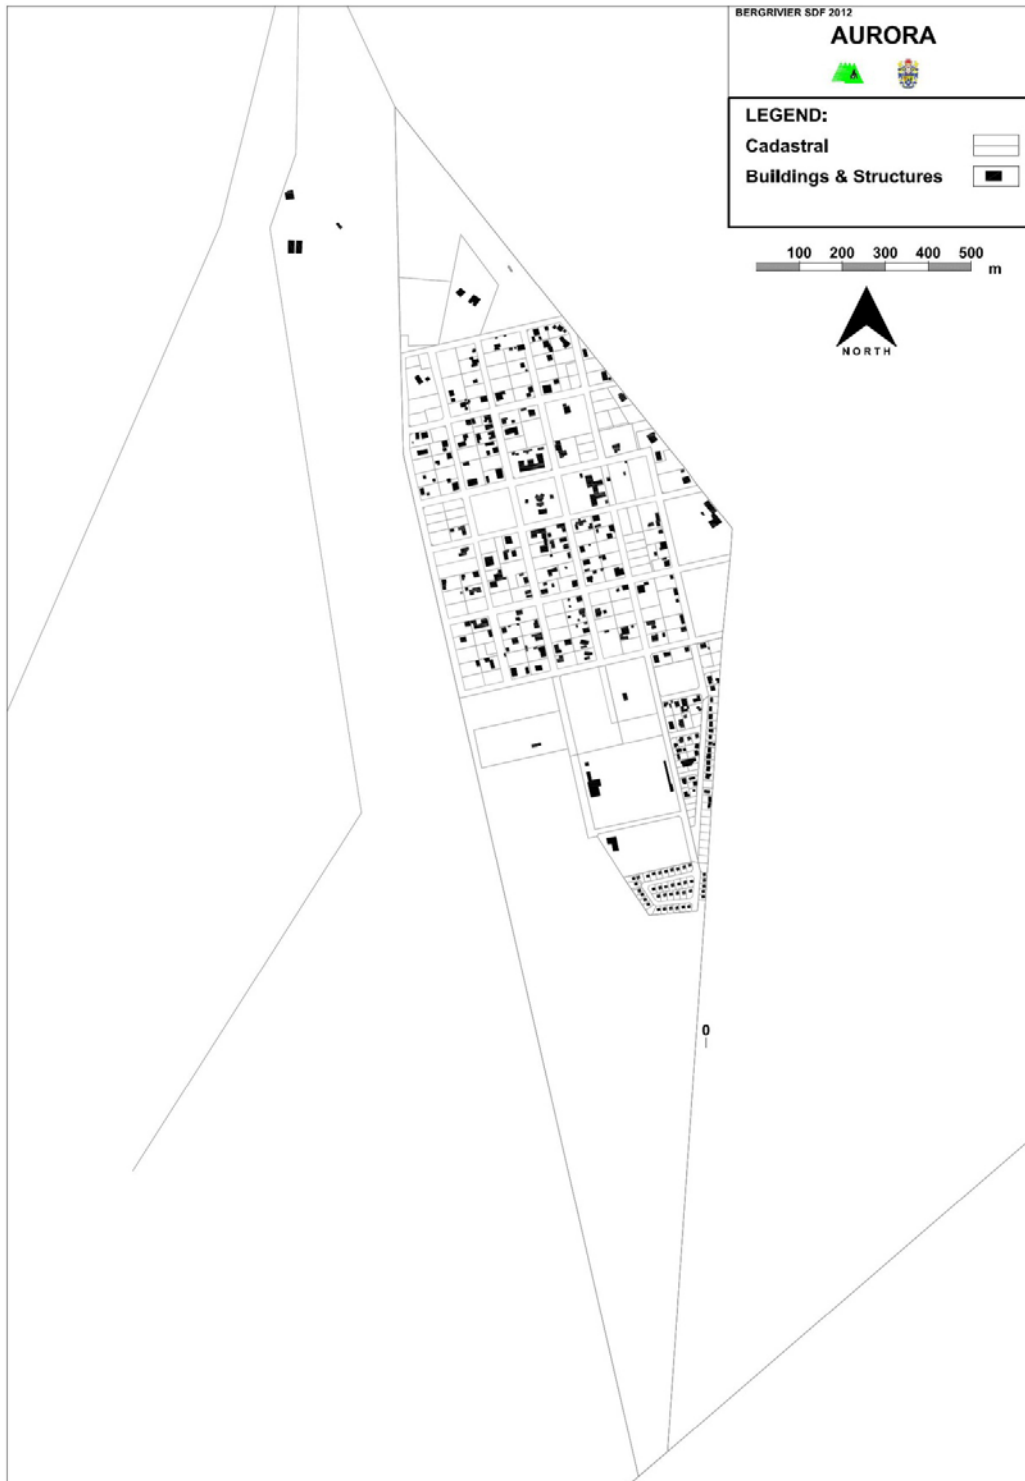 BERGRIVIER SDF 2012
AURORA
LEGEND:
Cadastral
Buildings & Structures
100 200 300 400 500
m
NORTH
0